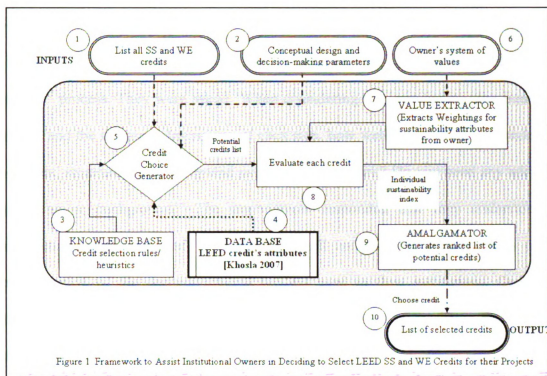 1
List all SS and WE
credits
2
Conceptual design and
decision-making parameters
Owner's system of
values
6
INPUTS
7
VALUE EXTRACTOR
(Extracts Weightings for
sustainability attributes
from owner)
5
Credit
Choice
Generator
Potential
credits list
Evaluate each credit
8
Individual
sustainability
index
3
KNOWLEDGE BASE
Credit selection rules/
heuristics
4
DATA BASE
LEED credit's attributes
[Khosla 2007]
9
AMALGAMATOR
(Generates ranked list of
potential credits)
Choose credit
10
List of selected credits
OUTPUT
Figure 1 Framework to Assist Institutional Owners in Deciding to Select LEED SS and WE Credits for their Projects